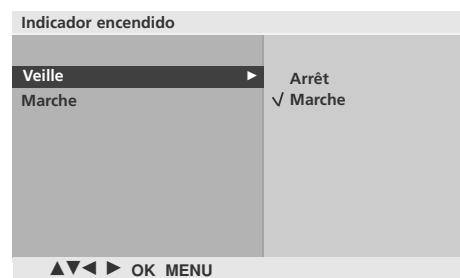 Indicador encendido
Veille ►
Marche
Arrêt
√ Marche
▲▼◄ ► OK MENU